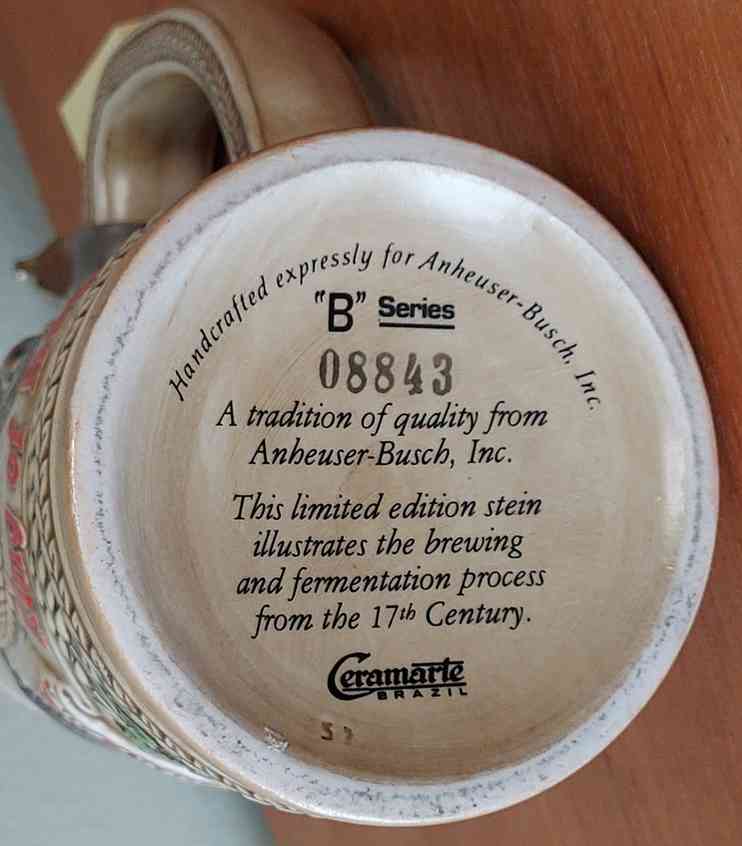 Handcrafted expressly for Anheuser-Busch, Inc.
"B" Series
08843
A tradition of quality from
Anheuser-Busch, Inc.
This limited edition stein
illustrates the brewing
and fermentation process
from the 17th Century.
Ceramarte
BRAZIL